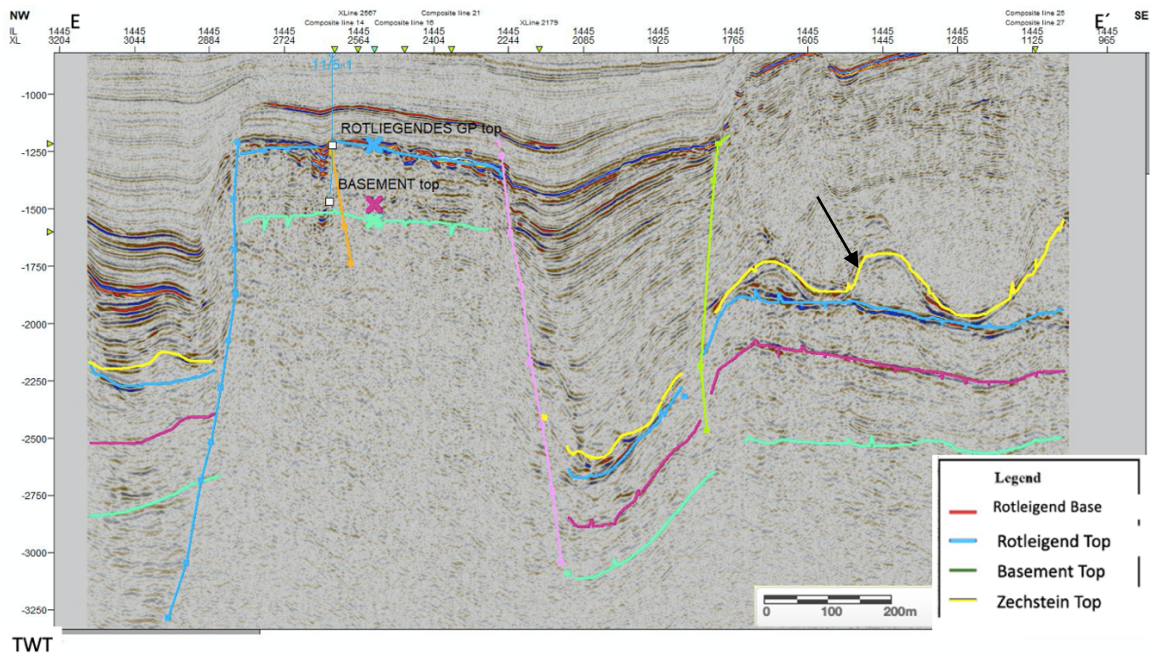 NW E E´ SE
XLine 2567 Composite line 21 XLine 2179 Composite line 25
Composite line 14 Composite line 16 Composite line 27
IL 1445 1445 1445 1445 1445 1445 1445 1445 1445 1445 1445 1445 1445 1445 1445
XL 3204 3044 2884 2724 2564 2404 2244 2085 1925 1765 1605 1445 1285 1125 965
11/5-1
-1000
ROTLIEGENDES GP top
-1250
BASEMENT top
-1500
-1750
-2000
-2250
-2500
-2750
-3000
-3250
Legend
Rotleigend Base
Rotleigend Top
Basement Top
Zechstein Top
0 100 200m
TWT